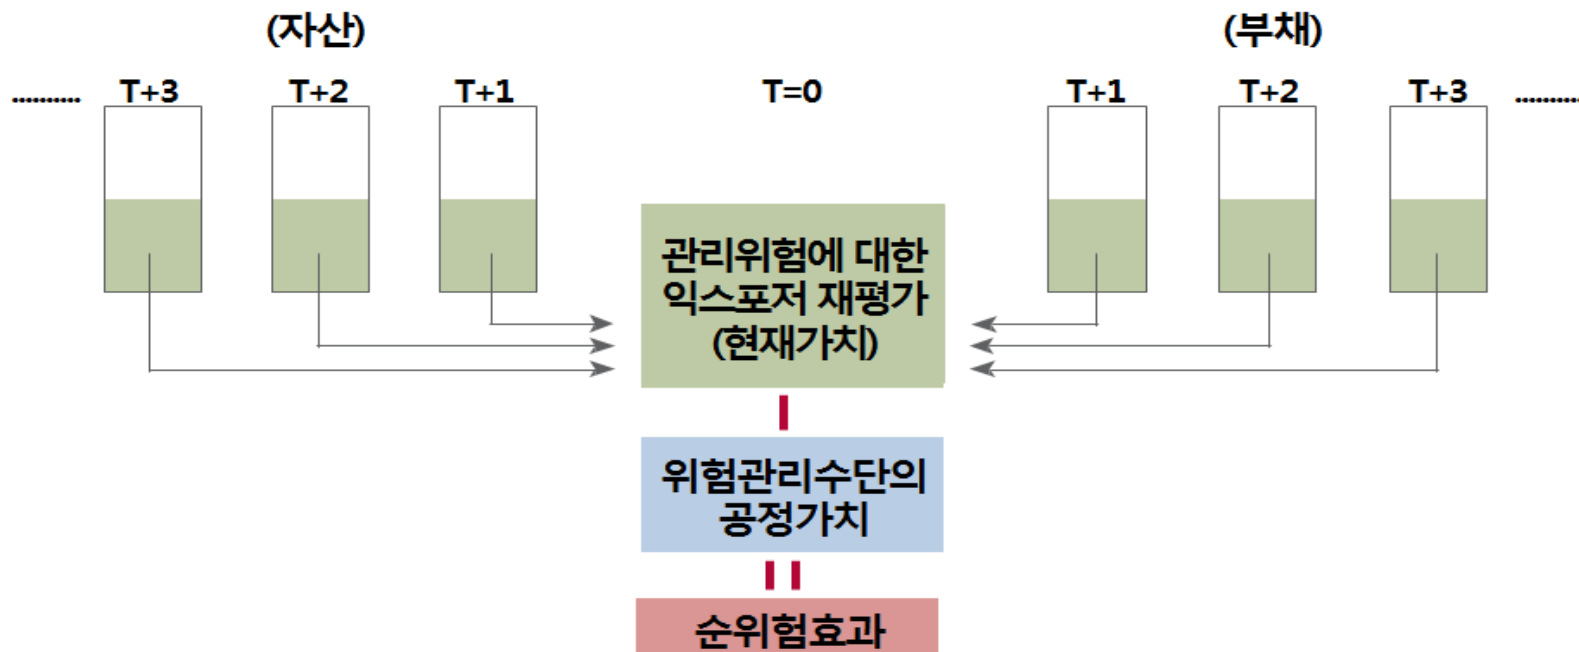 (자산)
(부채)
.......... T+3 T+2 T+1 T=0 T+1 T+2 T+3 ..........
관리위험에 대한
익스포저 재평가
(현재가치)
위험관리수단의
공정가치
순위험효과